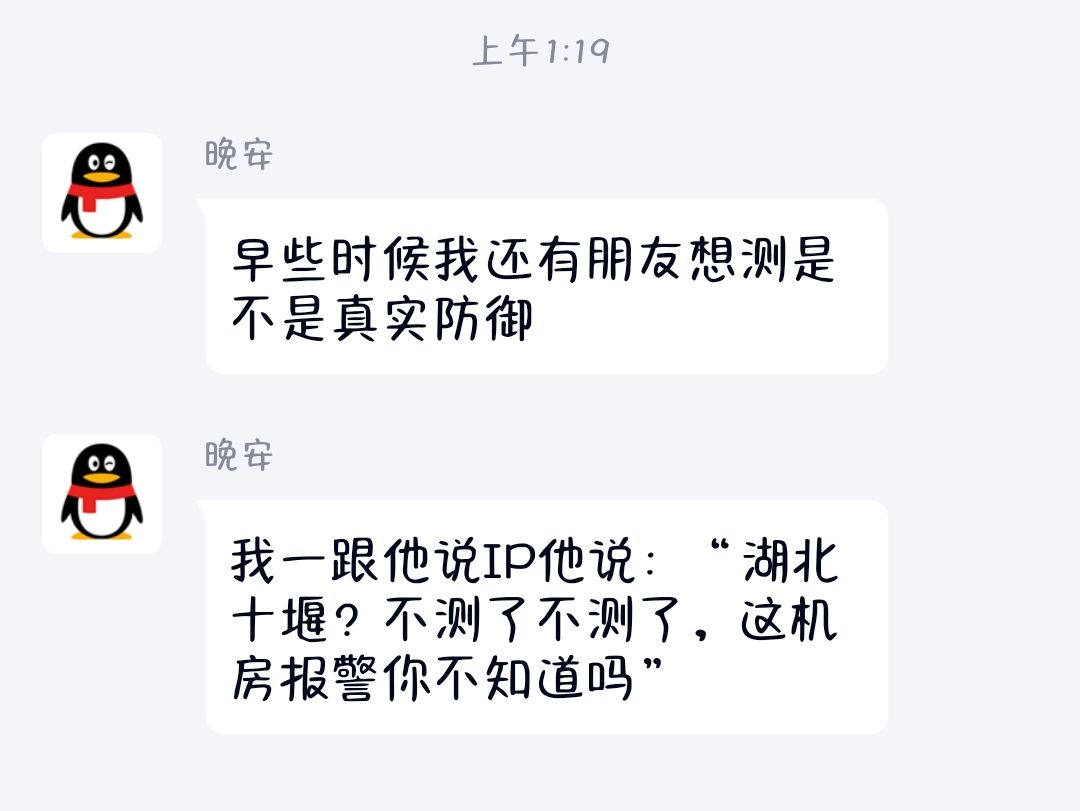 上午1:19
晚安
早些时候我还有朋友想测是
不是真实防御
晚安
我一跟他说IP他说：“湖北
十堰？不测了不测了，这机
房报警你不知道吗”